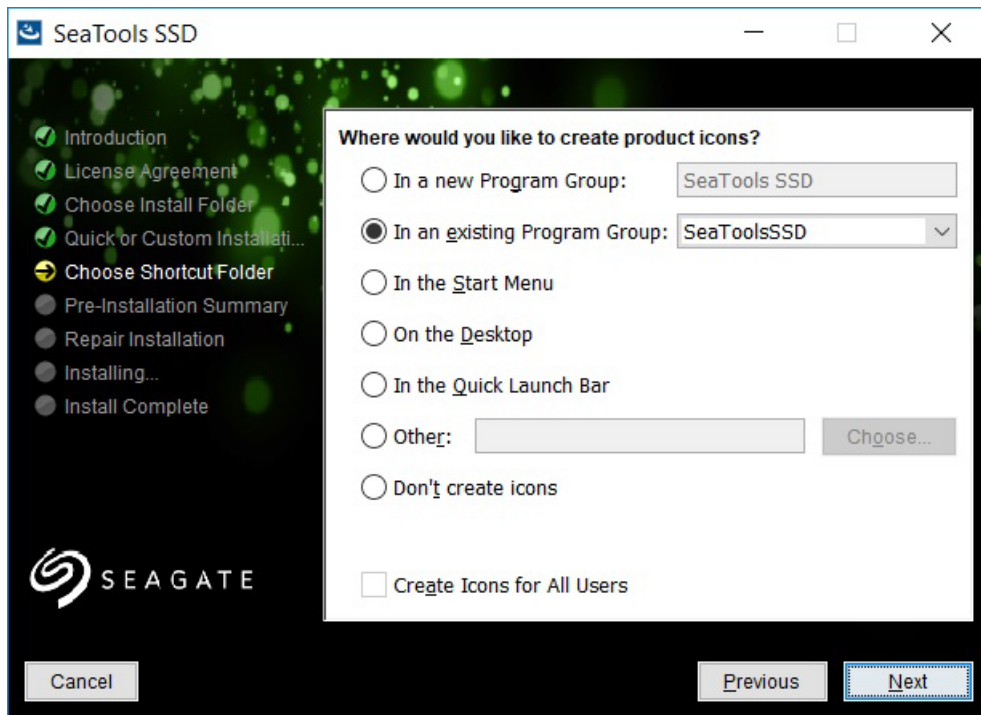 SeaTools SSD
Introduction
License Agreement
Choose Install Folder
Quick or Custom Installati...
Choose Shortcut Folder
Pre-Installation Summary
Repair Installation
Installing...
Install Complete
SEAGATE
Where would you like to create product icons?
In a new Program Group: SeaTools SSD
In an existing Program Group: SeaToolsSSD
In the Start Menu
On the Desktop
In the Quick Launch Bar
Other: Choose...
Don't create icons
Create Icons for All Users
Cancel Previous Next